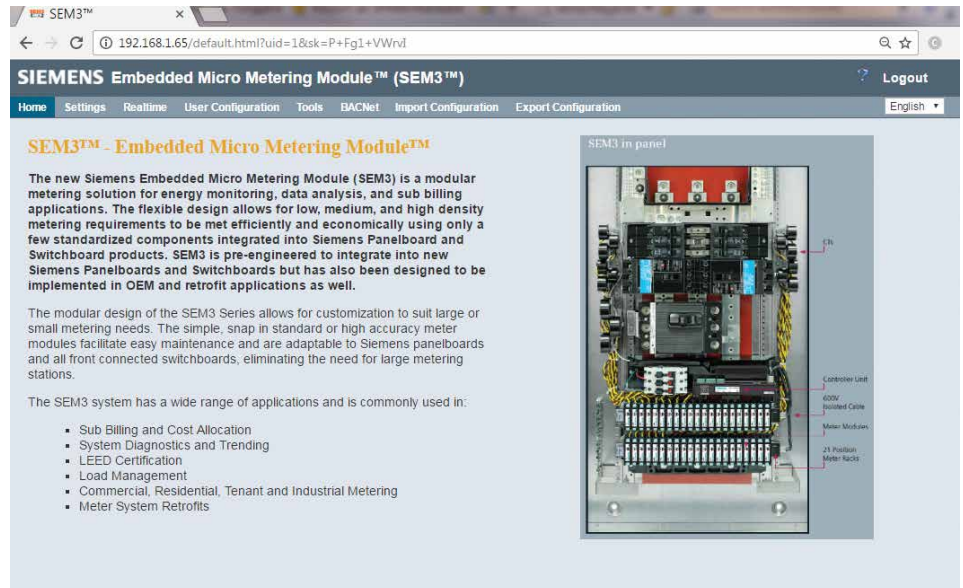 SEM3™
192.168.1.65/default.html?uid=1&sk=P+Fg1+VWrvI
SIEMENS Embedded Micro Metering Module™ (SEM3™)
? Logout
Home Settings Realtime User Configuration Tools BACNet Import Configuration Export Configuration English
SEM3™ - Embedded Micro Metering Module™
The new Siemens Embedded Micro Metering Module (SEM3) is a modular
metering solution for energy monitoring, data analysis, and sub billing
applications. The flexible design allows for low, medium, and high density
metering requirements to be met efficiently and economically using only a
few standardized components integrated into Siemens Panelboard and
Switchboard products. SEM3 is pre-engineered to integrate into new
Siemens Panelboards and Switchboards but has also been designed to be
implemented in OEM and retrofit applications as well.
The modular design of the SEM3 Series allows for customization to suit large or
small metering needs. The simple, snap in standard or high accuracy meter
modules facilitate easy maintenance and are adaptable to Siemens panelboards
and all front connected switchboards, eliminating the need for large metering
stations.
The SEM3 system has a wide range of applications and is commonly used in:
▪ Sub Billing and Cost Allocation
▪ System Diagnostics and Trending
▪ LEED Certification
▪ Load Management
▪ Commercial, Residential, Tenant and Industrial Metering
▪ Meter System Retrofits
SEM3 in panel
CTs
Controller Unit
600V
Isolated Cable
Meter Modules
21 Position
Meter Racks